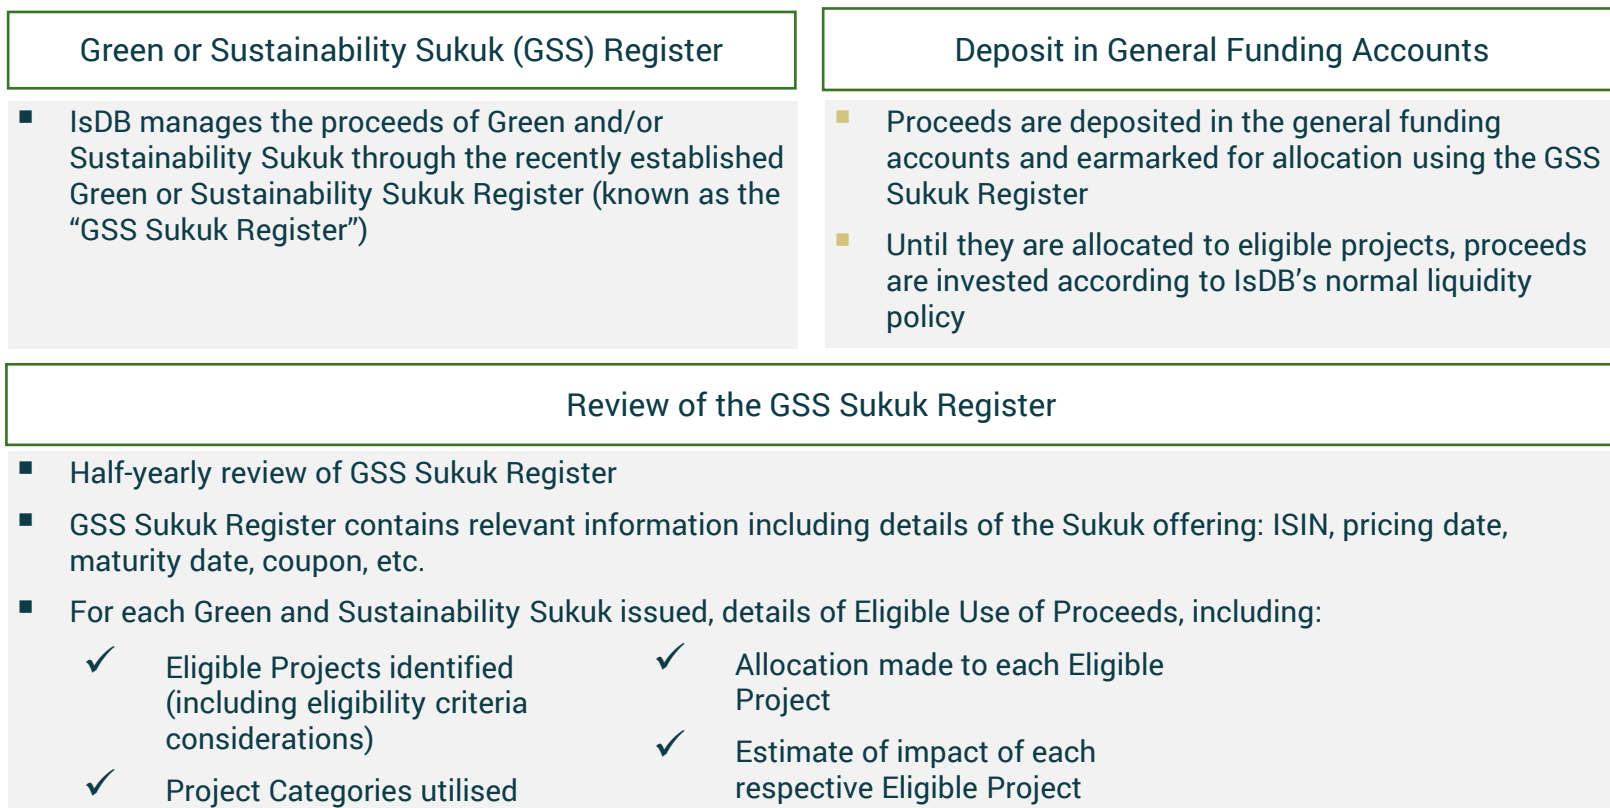 Green or Sustainability Sukuk (GSS) Register
▪ IsDB manages the proceeds of Green and/or
Sustainability Sukuk through the recently established
Green or Sustainability Sukuk Register (known as the
“GSS Sukuk Register”)
Deposit in General Funding Accounts
▪ Proceeds are deposited in the general funding
accounts and earmarked for allocation using the GSS
Sukuk Register
▪ Until they are allocated to eligible projects, proceeds
are invested according to IsDB’s normal liquidity
policy
Review of the GSS Sukuk Register
▪ Half-yearly review of GSS Sukuk Register
▪ GSS Sukuk Register contains relevant information including details of the Sukuk offering: ISIN, pricing date,
maturity date, coupon, etc.
▪ For each Green and Sustainability Sukuk issued, details of Eligible Use of Proceeds, including:
✓ Eligible Projects identified
(including eligibility criteria
considerations)
✓ Project Categories utilised
✓ Allocation made to each Eligible
Project
✓ Estimate of impact of each
respective Eligible Project